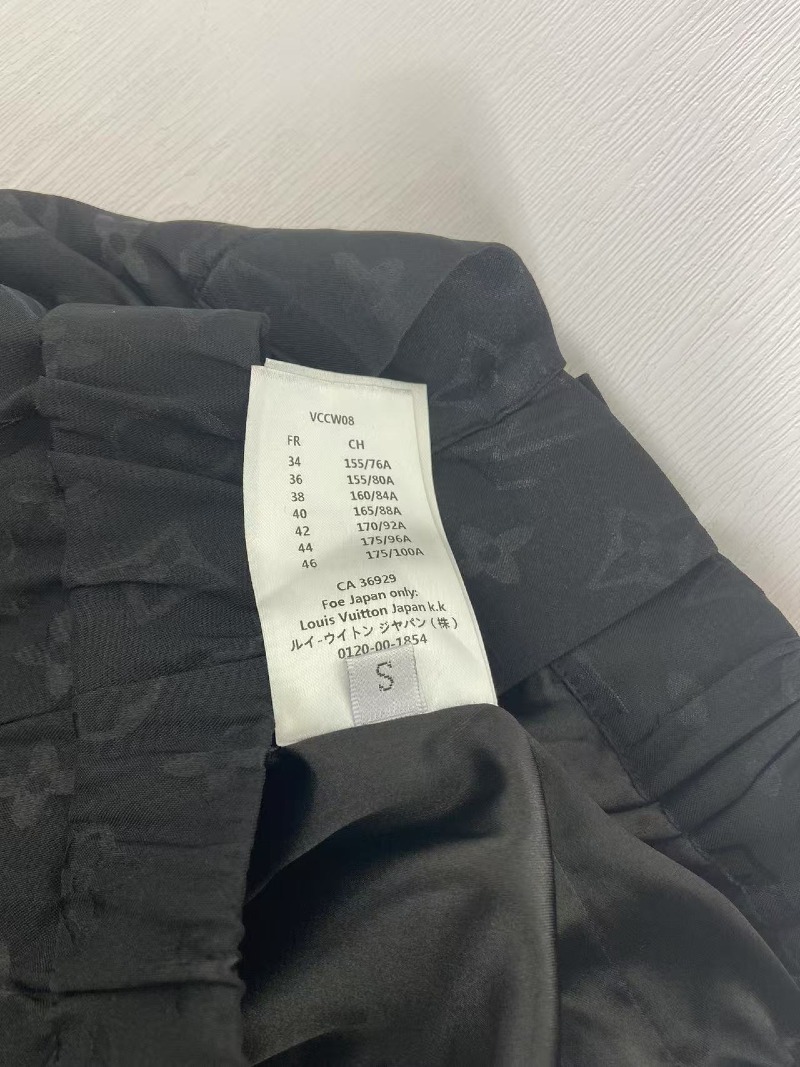 VCCW08
FR CH
34 155/76A
36 155/80A
38 160/84A
40 165/88A
42 170/92A
44 175/96A
46 175/100A
CA 36929
Foe Japan only:
Louis Vuitton Japan k.k
ルイ-ウイトン ジャパン (株)
0120-00-1854
S